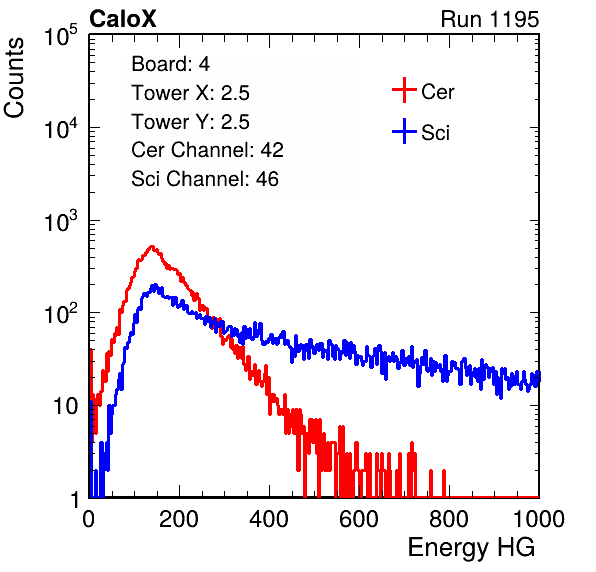 CaloX Run 1195
Counts
10^5
10^4
10^3
10^2
10
1
Board: 4
Tower X: 2.5
Tower Y: 2.5
Cer Channel: 42
Sci Channel: 46
Cer
Sci
0 200 400 600 800 1000
Energy HG